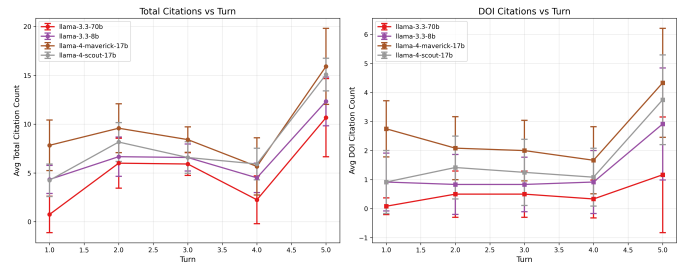 Total Citations vs Turn
llama-3.3-70b
llama-3.3-8b
llama-4-maverick-17b
llama-4-scout-17b
Avg Total Citation Count
20
15
10
5
0
1.0 1.5 2.0 2.5 3.0 3.5 4.0 4.5 5.0
Turn
DOI Citations vs Turn
llama-3.3-70b
llama-3.3-8b
llama-4-maverick-17b
llama-4-scout-17b
Avg DOI Citation Count
6
5
4
3
2
1
0
−1
1.0 1.5 2.0 2.5 3.0 3.5 4.0 4.5 5.0
Turn